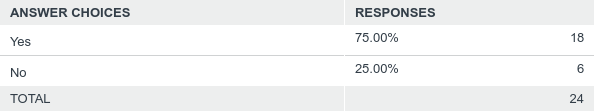 ANSWER CHOICES RESPONSES
Yes 75.00% 18
No 25.00% 6
TOTAL 24